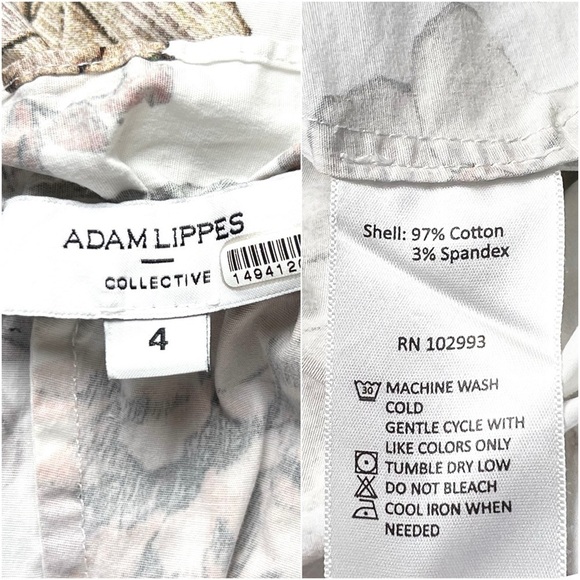 ADAM LIPPES
COLLECTIVE
4
Shell: 97% Cotton
3% Spandex
RN 102993
30
MACHINE WASH
COLD
GENTLE CYCLE WITH
LIKE COLORS ONLY
TUMBLE DRY LOW
DO NOT BLEACH
COOL IRON WHEN
NEEDED